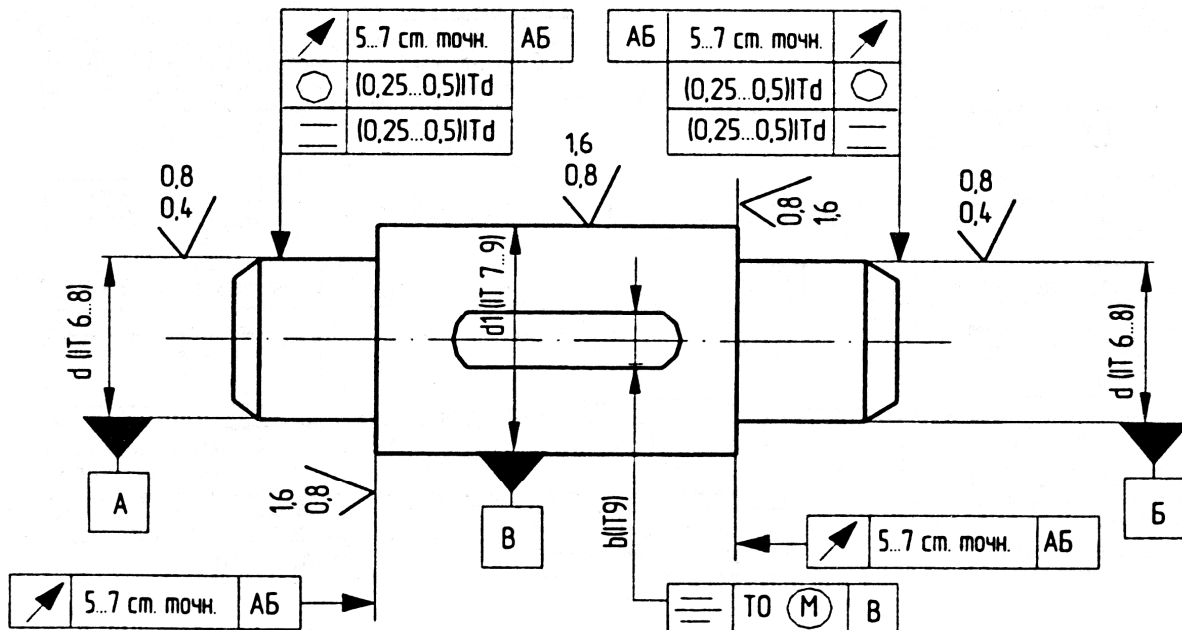 5...7 ст. точн. АБ
(0,25...0,5)ITd
(0,25...0,5)ITd
АБ 5...7 ст. точн.
(0,25...0,5)ITd
(0,25...0,5)ITd
0,8
0,4
1,6
0,8
0,8
1,6
0,8
0,4
d (IT 6...8)
d1 (IT 7...9)
d (IT 6...8)
А
1,6
0,8
В
b(IT9)
Б
5...7 ст. точн. АБ
5...7 ст. точн. АБ
ТО М В